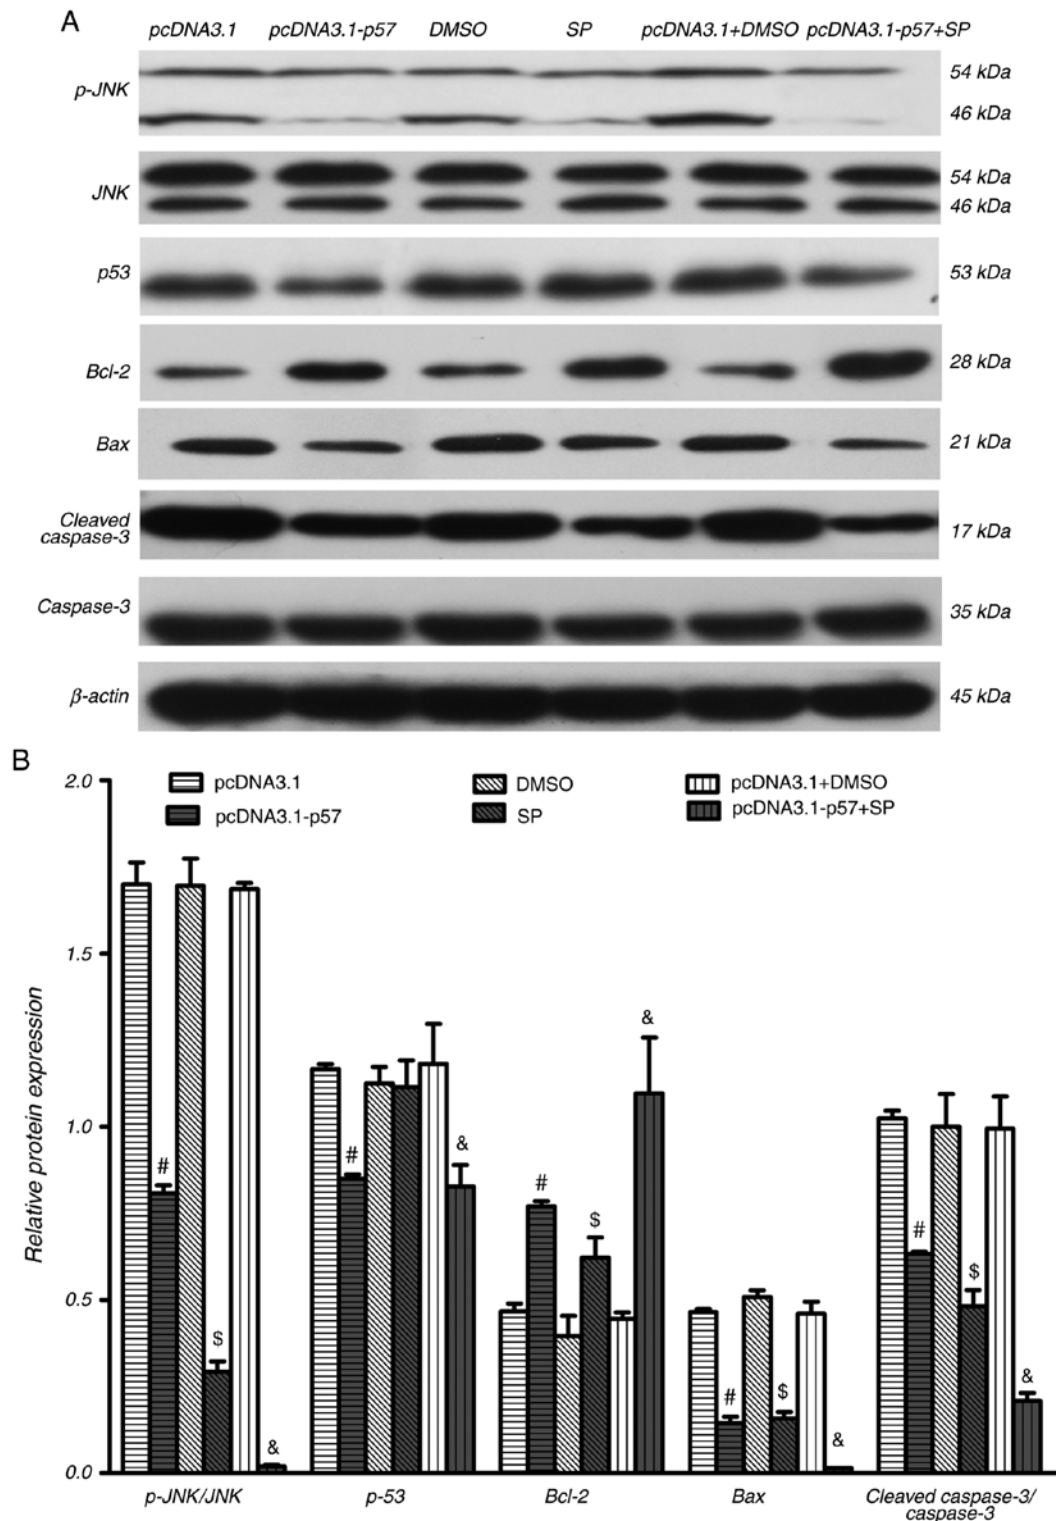 A
pcDNA3.1 pcDNA3.1-p57 DMSO SP pcDNA3.1+DMSO pcDNA3.1-p57+SP
p-JNK
54 kDa
46 kDa
JNK
54 kDa
46 kDa
p53
53 kDa
Bcl-2
28 kDa
Bax
21 kDa
Cleaved
caspase-3
17 kDa
Caspase-3
35 kDa
β-actin
45 kDa
B
pcDNA3.1
pcDNA3.1-p57
DMSO
SP
pcDNA3.1+DMSO
pcDNA3.1-p57+SP
Relative protein expression
2.0
1.5
1.0
0.5
0.0
# $ &
# &
# $ &
# $ &
# $ &
p-JNK/JNK
p-53
Bcl-2
Bax
Cleaved caspase-3/
caspase-3